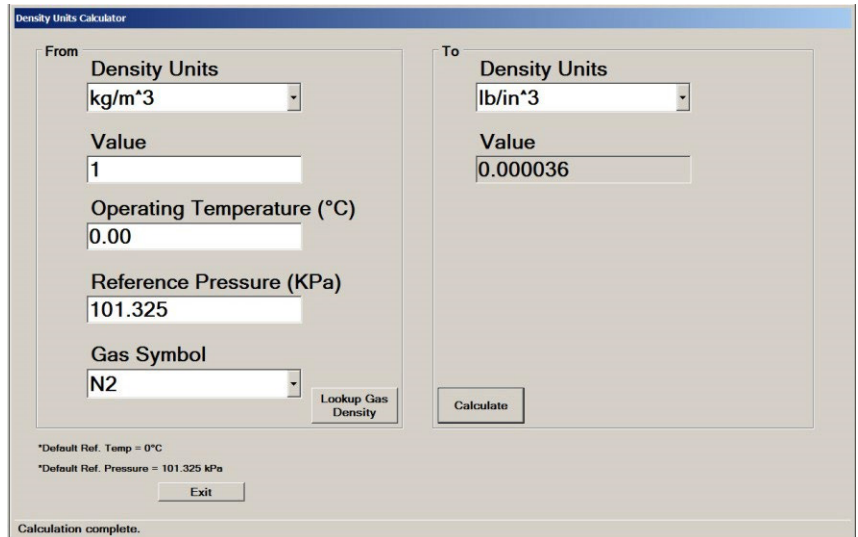 Density Units Calculator
From
Density Units
kg/m^3
Value
1
Operating Temperature (°C)
0.00
Reference Pressure (KPa)
101.325
Gas Symbol
N2
Lookup Gas
Density
To
Density Units
lb/in^3
Value
0.000036
Calculate
*Default Ref. Temp = 0°C
*Default Ref. Pressure = 101.325 kPa
Exit
Calculation complete.